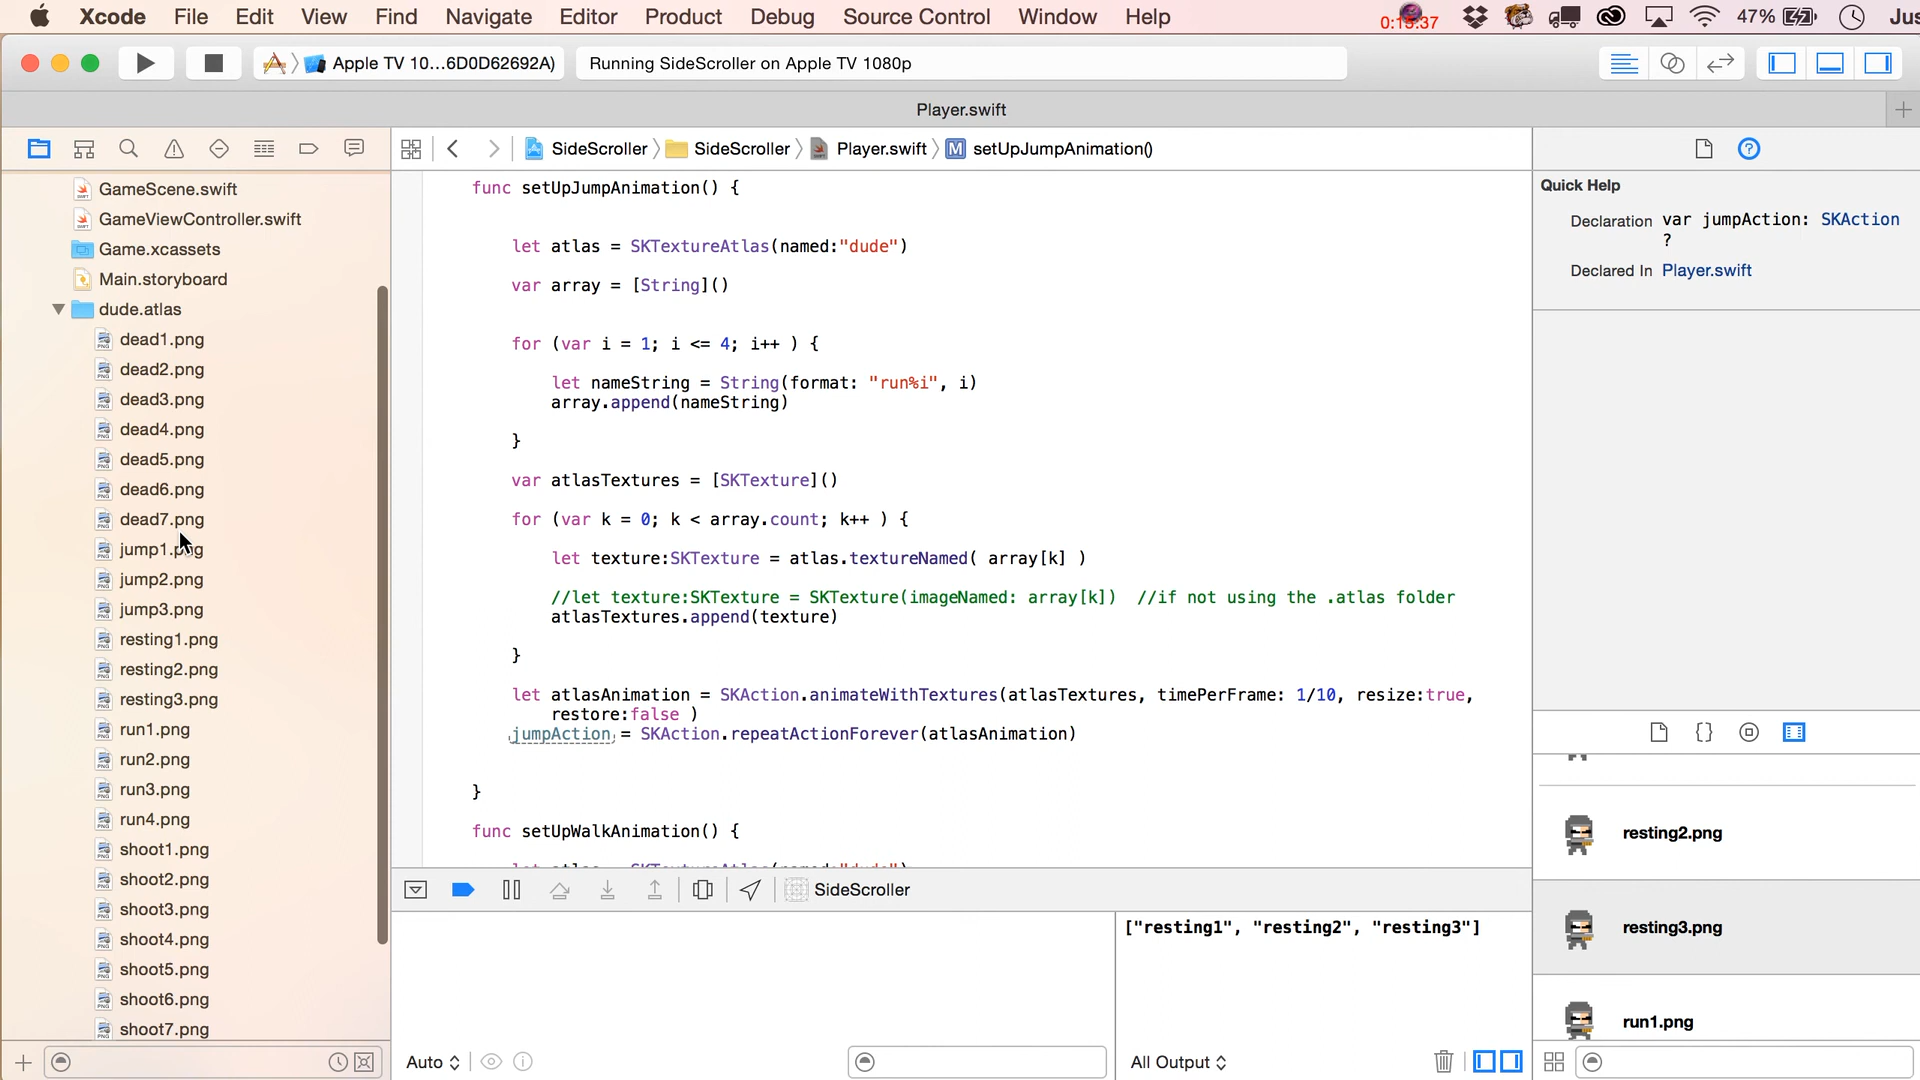 Xcode File Edit View Find Navigate Editor Product Debug Source Control Window Help 0:15:37 47% Jus
Apple TV 10...6D0D62692A) Running SideScroller on Apple TV 1080p
Player.swift
SideScroller SideScroller Player.swift M setUpJumpAnimation()
GameScene.swift
GameViewController.swift
Game.xcassets
Main.storyboard
dude.atlas
dead1.png
dead2.png
dead3.png
dead4.png
dead5.png
dead6.png
dead7.png
jump1.png
jump2.png
jump3.png
resting1.png
resting2.png
resting3.png
run1.png
run2.png
run3.png
run4.png
shoot1.png
shoot2.png
shoot3.png
shoot4.png
shoot5.png
shoot6.png
shoot7.png
func setUpJumpAnimation() {
let atlas = SKTextureAtlas(named:"dude")
var array = [String]()
for (var i = 1; i <= 4; i++ ) {
let nameString = String(format: "run%i", i)
array.append(nameString)
}
var atlasTextures = [SKTexture]()
for (var k = 0; k < array.count; k++ ) {
let texture:SKTexture = atlas.textureNamed( array[k] )
//let texture:SKTexture = SKTexture(imageNamed: array[k]) //if not using the .atlas folder
atlasTextures.append(texture)
}
let atlasAnimation = SKAction.animateWithTextures(atlasTextures, timePerFrame: 1/10, resize:true,
restore:false )
jumpAction = SKAction.repeatActionForever(atlasAnimation)
}
func setUpWalkAnimation() {
let atlas = SKTextureAtlas(named:"dude")
SideScroller
["resting1", "resting2", "resting3"]
Auto
All Output
Quick Help
Declaration var jumpAction: SKAction
?
Declared In Player.swift
resting2.png
resting3.png
run1.png